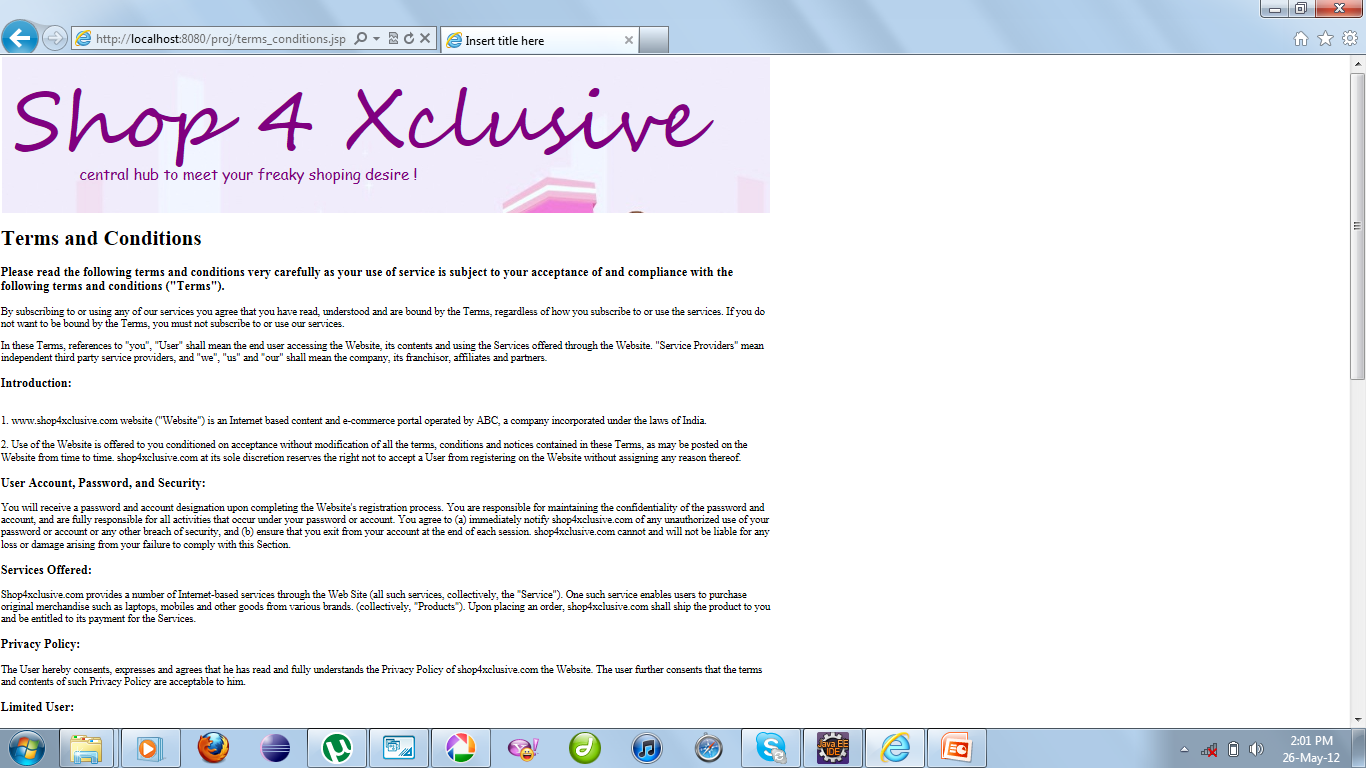 http://localhost:8080/proj/terms_conditions.jsp
Insert title here
Shop 4 Xclusive
central hub to meet your freaky shoping desire !
Terms and Conditions
Please read the following terms and conditions very carefully as your use of service is subject to your acceptance of and compliance with the
following terms and conditions ("Terms").
By subscribing to or using any of our services you agree that you have read, understood and are bound by the Terms, regardless of how you subscribe to or use the services. If you do
not want to be bound by the Terms, you must not subscribe to or use our services.
In these Terms, references to "you", "User" shall mean the end user accessing the Website, its contents and using the Services offered through the Website. "Service Providers" mean
independent third party service providers, and "we", "us" and "our" shall mean the company, its franchisor, affiliates and partners.
Introduction:
1. www.shop4xclusive.com website ("Website") is an Internet based content and e-commerce portal operated by ABC, a company incorporated under the laws of India.
2. Use of the Website is offered to you conditioned on acceptance without modification of all the terms, conditions and notices contained in these Terms, as may be posted on the
Website from time to time. shop4xclusive.com at its sole discretion reserves the right not to accept a User from registering on the Website without assigning any reason thereof.
User Account, Password, and Security:
You will receive a password and account designation upon completing the Website's registration process. You are responsible for maintaining the confidentiality of the password and
account, and are fully responsible for all activities that occur under your password or account. You agree to (a) immediately notify shop4xclusive.com of any unauthorized use of your
password or account or any other breach of security, and (b) ensure that you exit from your account at the end of each session. shop4xclusive.com cannot and will not be liable for any
loss or damage arising from your failure to comply with this Section.
Services Offered:
Shop4xclusive.com provides a number of Internet-based services through the Web Site (all such services, collectively, the "Service"). One such service enables users to purchase
original merchandise such as laptops, mobiles and other goods from various brands. (collectively, "Products"). Upon placing an order, shop4xclusive.com shall ship the product to you
and be entitled to its payment for the Services.
Privacy Policy:
The User hereby consents, expresses and agrees that he has read and fully understands the Privacy Policy of shop4xclusive.com the Website. The user further consents that the terms
and contents of such Privacy Policy are acceptable to him.
Limited User:
Java EE
IDE
2:01 PM
26-May-12